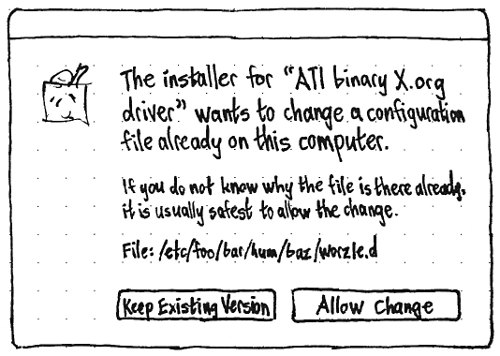 The installer for “ATI binary X.org
driver” wants to change a configuration
file already on this computer.
If you do not know why the file is there already,
it is usually safest to allow the change.
File: /etc/foo/bar/hum/baz/worzle.d
Keep Existing Version
Allow Change